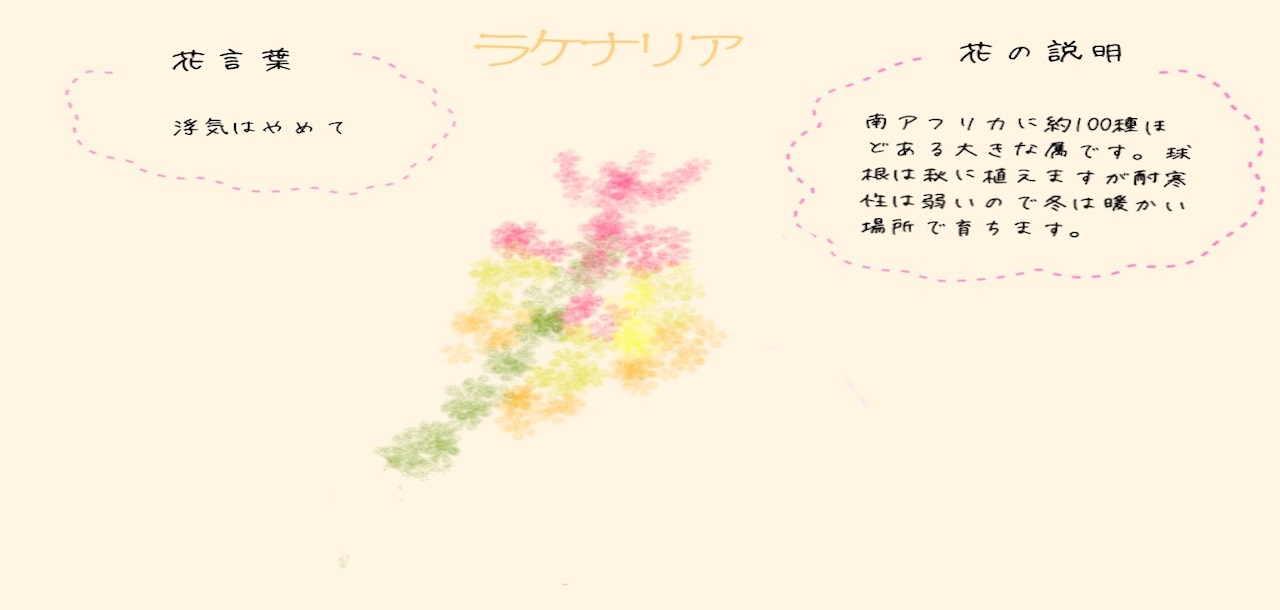 ラケナリア
花言葉
浮気はやめて
花の説明
南アフリカに約100種ほ
どある大きな属です。球
根は秋に植えますが耐寒
性は弱いので冬は暖かい
場所で育ちます。